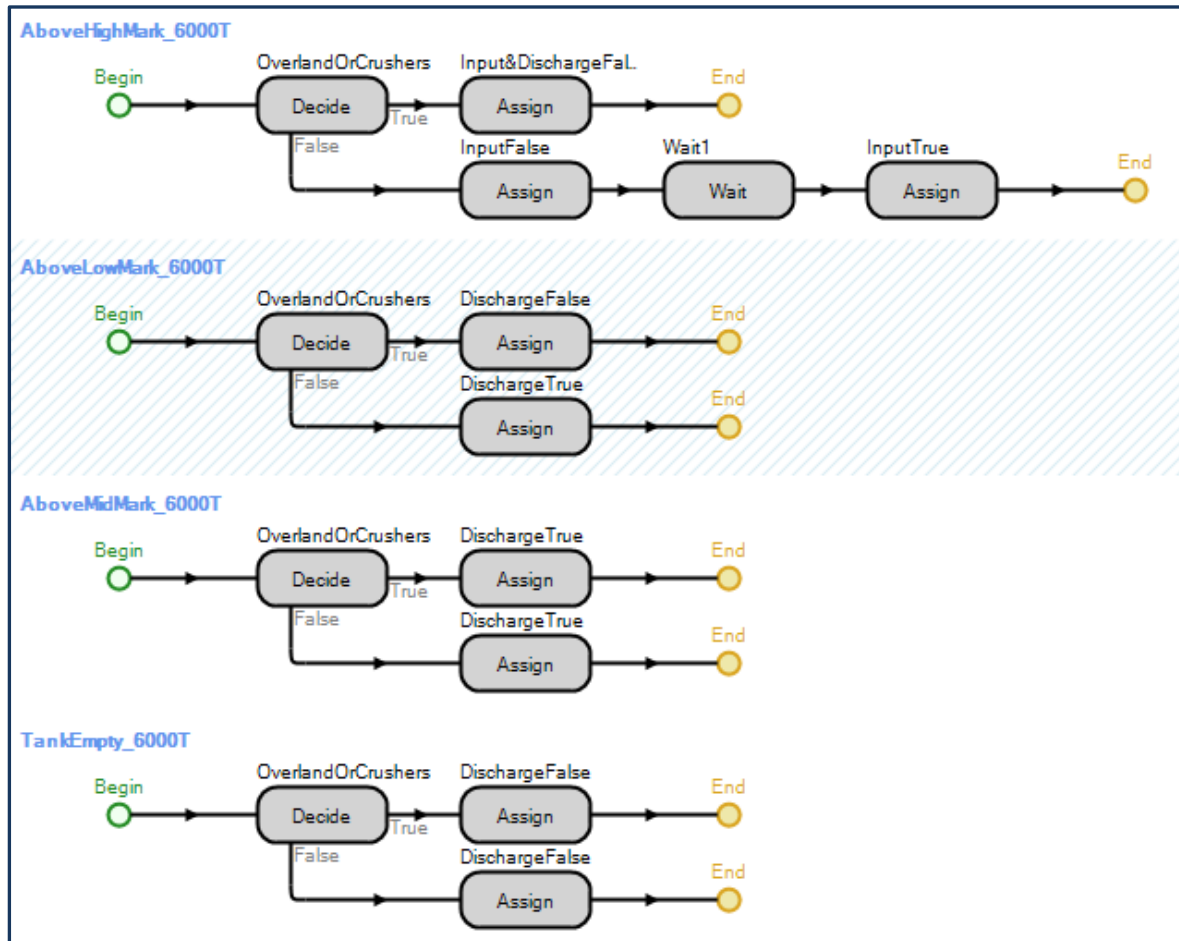 AboveHighMark_6000T
OverlandOrCrushers Input&DischargeFal..
Begin End
Decide Assign
True
False InputFalse Wait1 InputTrue
End
Assign Wait Assign
AboveLowMark_6000T
OverlandOrCrushers DischargeFalse
Begin End
Decide Assign
True
False DischargeTrue
End
Assign
AboveMidMark_6000T
OverlandOrCrushers DischargeTrue
Begin End
Decide Assign
True
False DischargeTrue
End
Assign
TankEmpty_6000T
OverlandOrCrushers DischargeFalse
Begin End
Decide Assign
True
False DischargeFalse
End
Assign